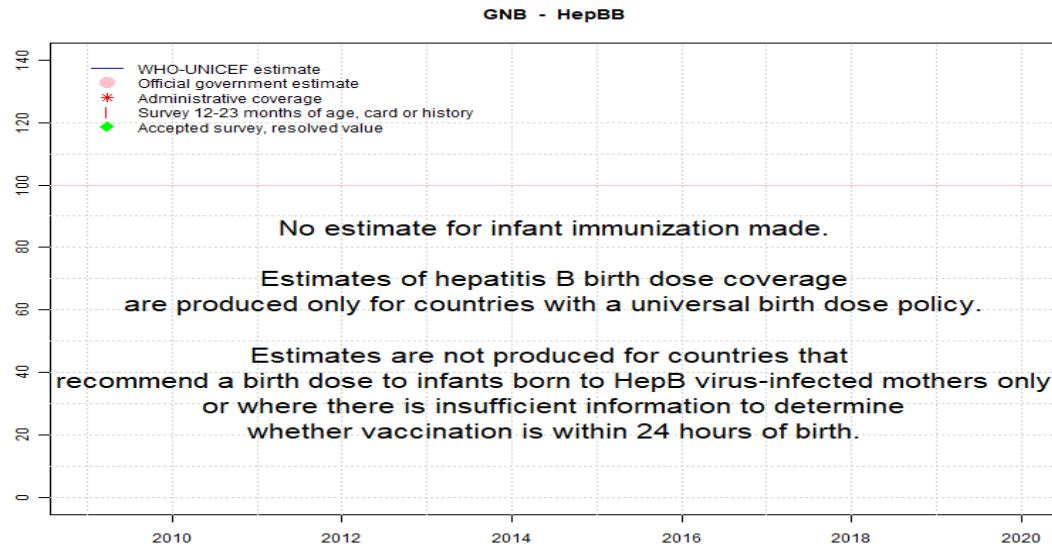 GNB - HepBB
140
120
100
80
60
40
20
0
WHO-UNICEF estimate
Official government estimate
Administrative coverage
Survey 12-23 months of age, card or history
Accepted survey, resolved value
No estimate for infant immunization made.
Estimates of hepatitis B birth dose coverage
are produced only for countries with a universal birth dose policy.
Estimates are not produced for countries that
recommend a birth dose to infants born to HepB virus-infected mothers only
or where there is insufficient information to determine
whether vaccination is within 24 hours of birth.
2010 2012 2014 2016 2018 2020